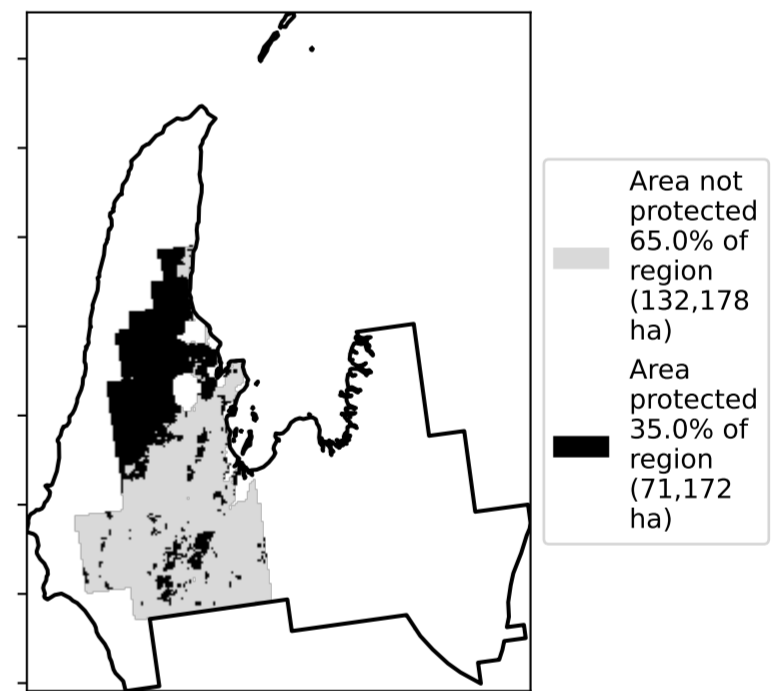 Area not
protected
65.0% of
region
(132,178
ha)
Area
protected
35.0% of
region
(71,172
ha)